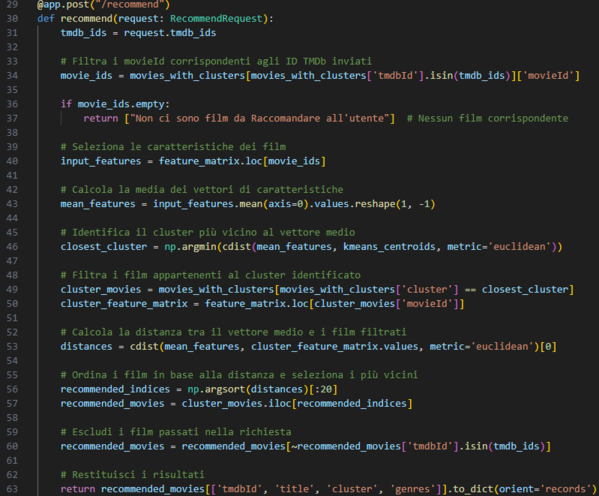 29 @app.post("/recommend")
30 def recommend(request: RecommendRequest):
31     tmdb_ids = request.tmdb_ids
32
33     # Filtra i movieId corrispondenti agli ID TMDb inviati
34     movie_ids = movies_with_clusters[movies_with_clusters['tmdbId'].isin(tmdb_ids)]['movieId']
35
36     if movie_ids.empty:
37         return ["Non ci sono film da Raccomandare all'utente"]  # Nessun film corrispondente
38
39     # Seleziona le caratteristiche dei film
40     input_features = feature_matrix.loc[movie_ids]
41
42     # Calcola la media dei vettori di caratteristiche
43     mean_features = input_features.mean(axis=0).values.reshape(1, -1)
44
45     # Identifica il cluster più vicino al vettore medio
46     closest_cluster = np.argmin(cdist(mean_features, kmeans_centroids, metric='euclidean'))
47
48     # Filtra i film appartenenti al cluster identificato
49     cluster_movies = movies_with_clusters[movies_with_clusters['cluster'] == closest_cluster]
50     cluster_feature_matrix = feature_matrix.loc[cluster_movies['movieId']]
51
52     # Calcola la distanza tra il vettore medio e i film filtrati
53     distances = cdist(mean_features, cluster_feature_matrix.values, metric='euclidean')[0]
54
55     # Ordina i film in base alla distanza e seleziona i più vicini
56     recommended_indices = np.argsort(distances)[:20]
57     recommended_movies = cluster_movies.iloc[recommended_indices]
58
59     # Escludi i film passati nella richiesta
60     recommended_movies = recommended_movies[~recommended_movies['tmdbId'].isin(tmdb_ids)]
61
62     # Restituisci i risultati
63     return recommended_movies[['tmdbId', 'title', 'cluster', 'genres']].to_dict(orient='records')